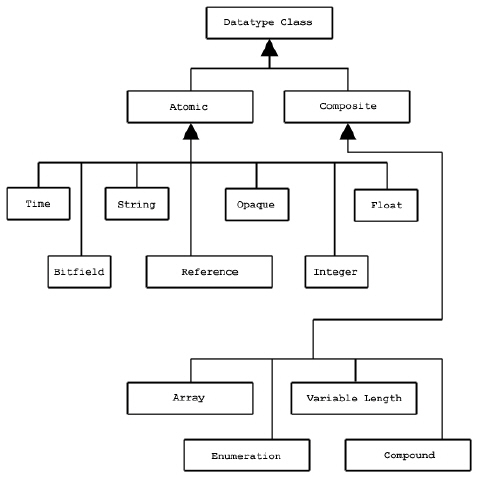 Datatype Class
Atomic
Composite
Time
String
Opaque
Float
Bitfield
Reference
Integer
Array
Variable Length
Enumeration
Compound